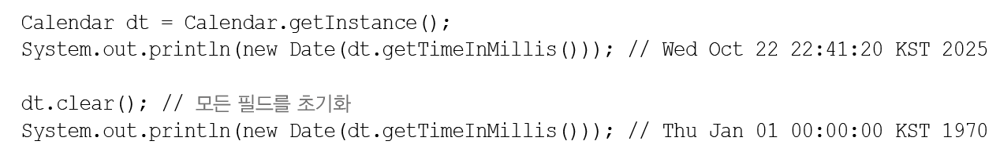 Calendar dt = Calendar.getInstance();
System.out.println(new Date(dt.getTimeInMillis())); // Wed Oct 22 22:41:20 KST 2025
dt.clear(); // 모든 필드를 초기화
System.out.println(new Date(dt.getTimeInMillis())); // Thu Jan 01 00:00:00 KST 1970